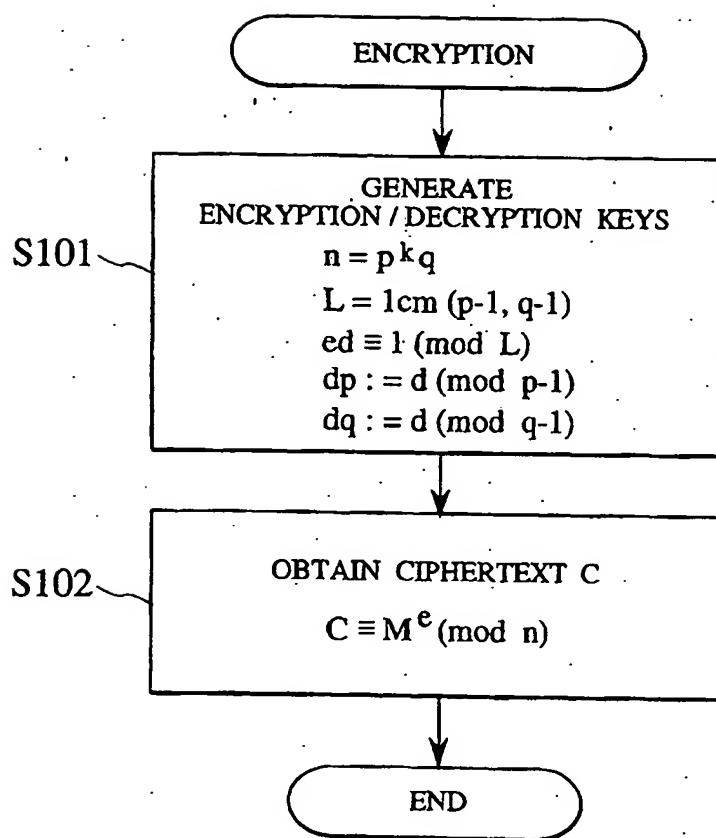 ENCRYPTION
S101
GENERATE
ENCRYPTION / DECRYPTION KEYS
n = p^k q
L = 1cm (p-1, q-1)
ed ≡ 1 (mod L)
dp : = d (mod p-1)
dq : = d (mod q-1)
S102
OBTAIN CIPHERTEXT C
C ≡ M^e (mod n)
END